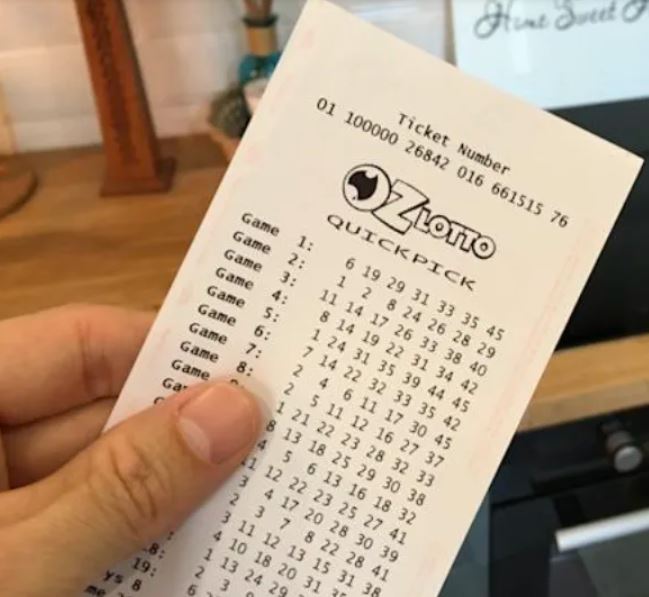 Home Sweet
Ticket Number
01 100000 26842 016 661515 76
OZ LOTTO
QUICKPICK
Game 1: 6 19 29 31 33 35 45
Game 2: 1 2 8 24 26 28 29
Game 3: 11 14 17 26 33 38 40
Game 4: 8 14 19 22 31 34 42
Game 5: 1 24 31 35 39 44 45
Game 6: 7 14 22 32 33 35 42
Game 7: 2 4 6 11 17 30 45
Game 8: 2 5 11 12 16 27 37
1 21 22 23 28 32 33
8 13 18 25 29 30 38
4 5 6 13 16 18 32
12 22 23 25 27 41
3 4 17 20 28 30 39
2 3 7 8 22 28 41
3 11 12 13 15 31 38
4 10 18 20 31
1 13 24 29
19: 2 3